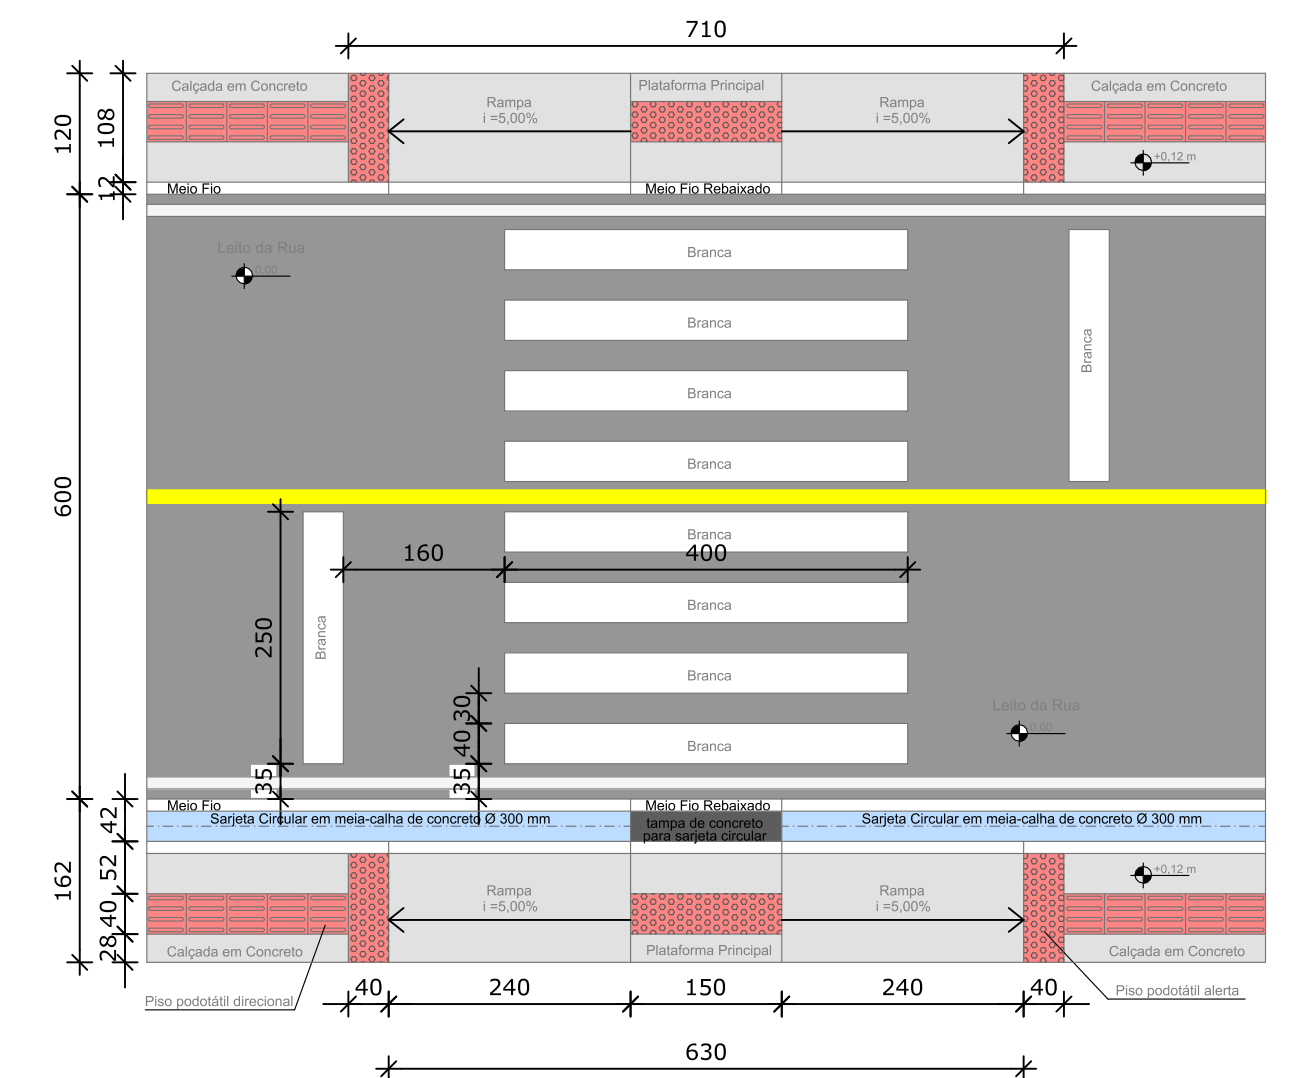 710
Calçada em Concreto
Plataforma Principal
Calçada em Concreto
Rampa
i =5,00%
Rampa
i =5,00%
120
108
+0,12 m
12
Meio Fio
Meio Fio Rebaixado
Leito da Rua
0,00
Branca
Branca
Branca
Branca
Branca
600
Branca
160
400
250
Branca
Branca
Branca
30
40
35
35
Leito da Rua
0,00
Branca
Meio Fio
Meio Fio Rebaixado
42
Sarjeta Circular em meia-calha de concreto Ø 300 mm
tampa de concreto
para sarjeta circular
Sarjeta Circular em meia-calha de concreto Ø 300 mm
162
52
40
28
+0,12 m
Rampa
i =5,00%
Rampa
i =5,00%
Calçada em Concreto
Plataforma Principal
Calçada em Concreto
Piso podotátil direcional
40
240
150
240
40
Piso podotátil alerta
630